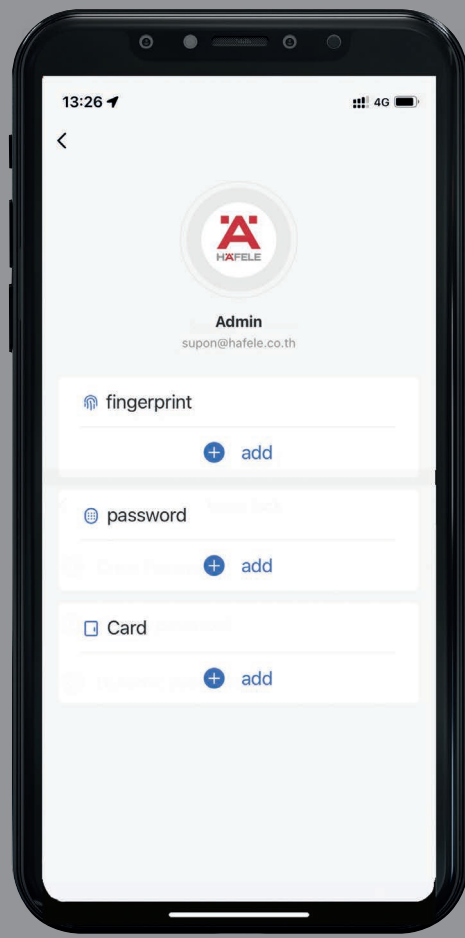 13:26
4G
HÄFELE
Admin
supon@hafele.co.th
fingerprint
add
password
add
Card
add